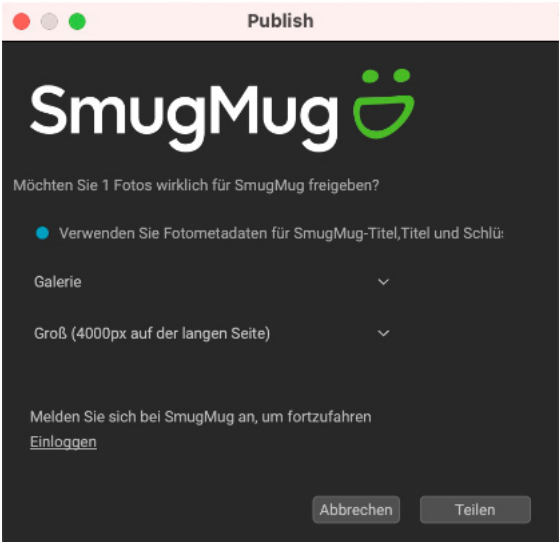 Publish
SmugMug
Möchten Sie 1 Fotos wirklich für SmugMug freigeben?
Verwenden Sie Fotometadaten für SmugMug-Titel,Titel und Schlü
Galerie
Groß (4000px auf der langen Seite)
Melden Sie sich bei SmugMug an, um fortzufahren
Einloggen
Abbrechen Teilen